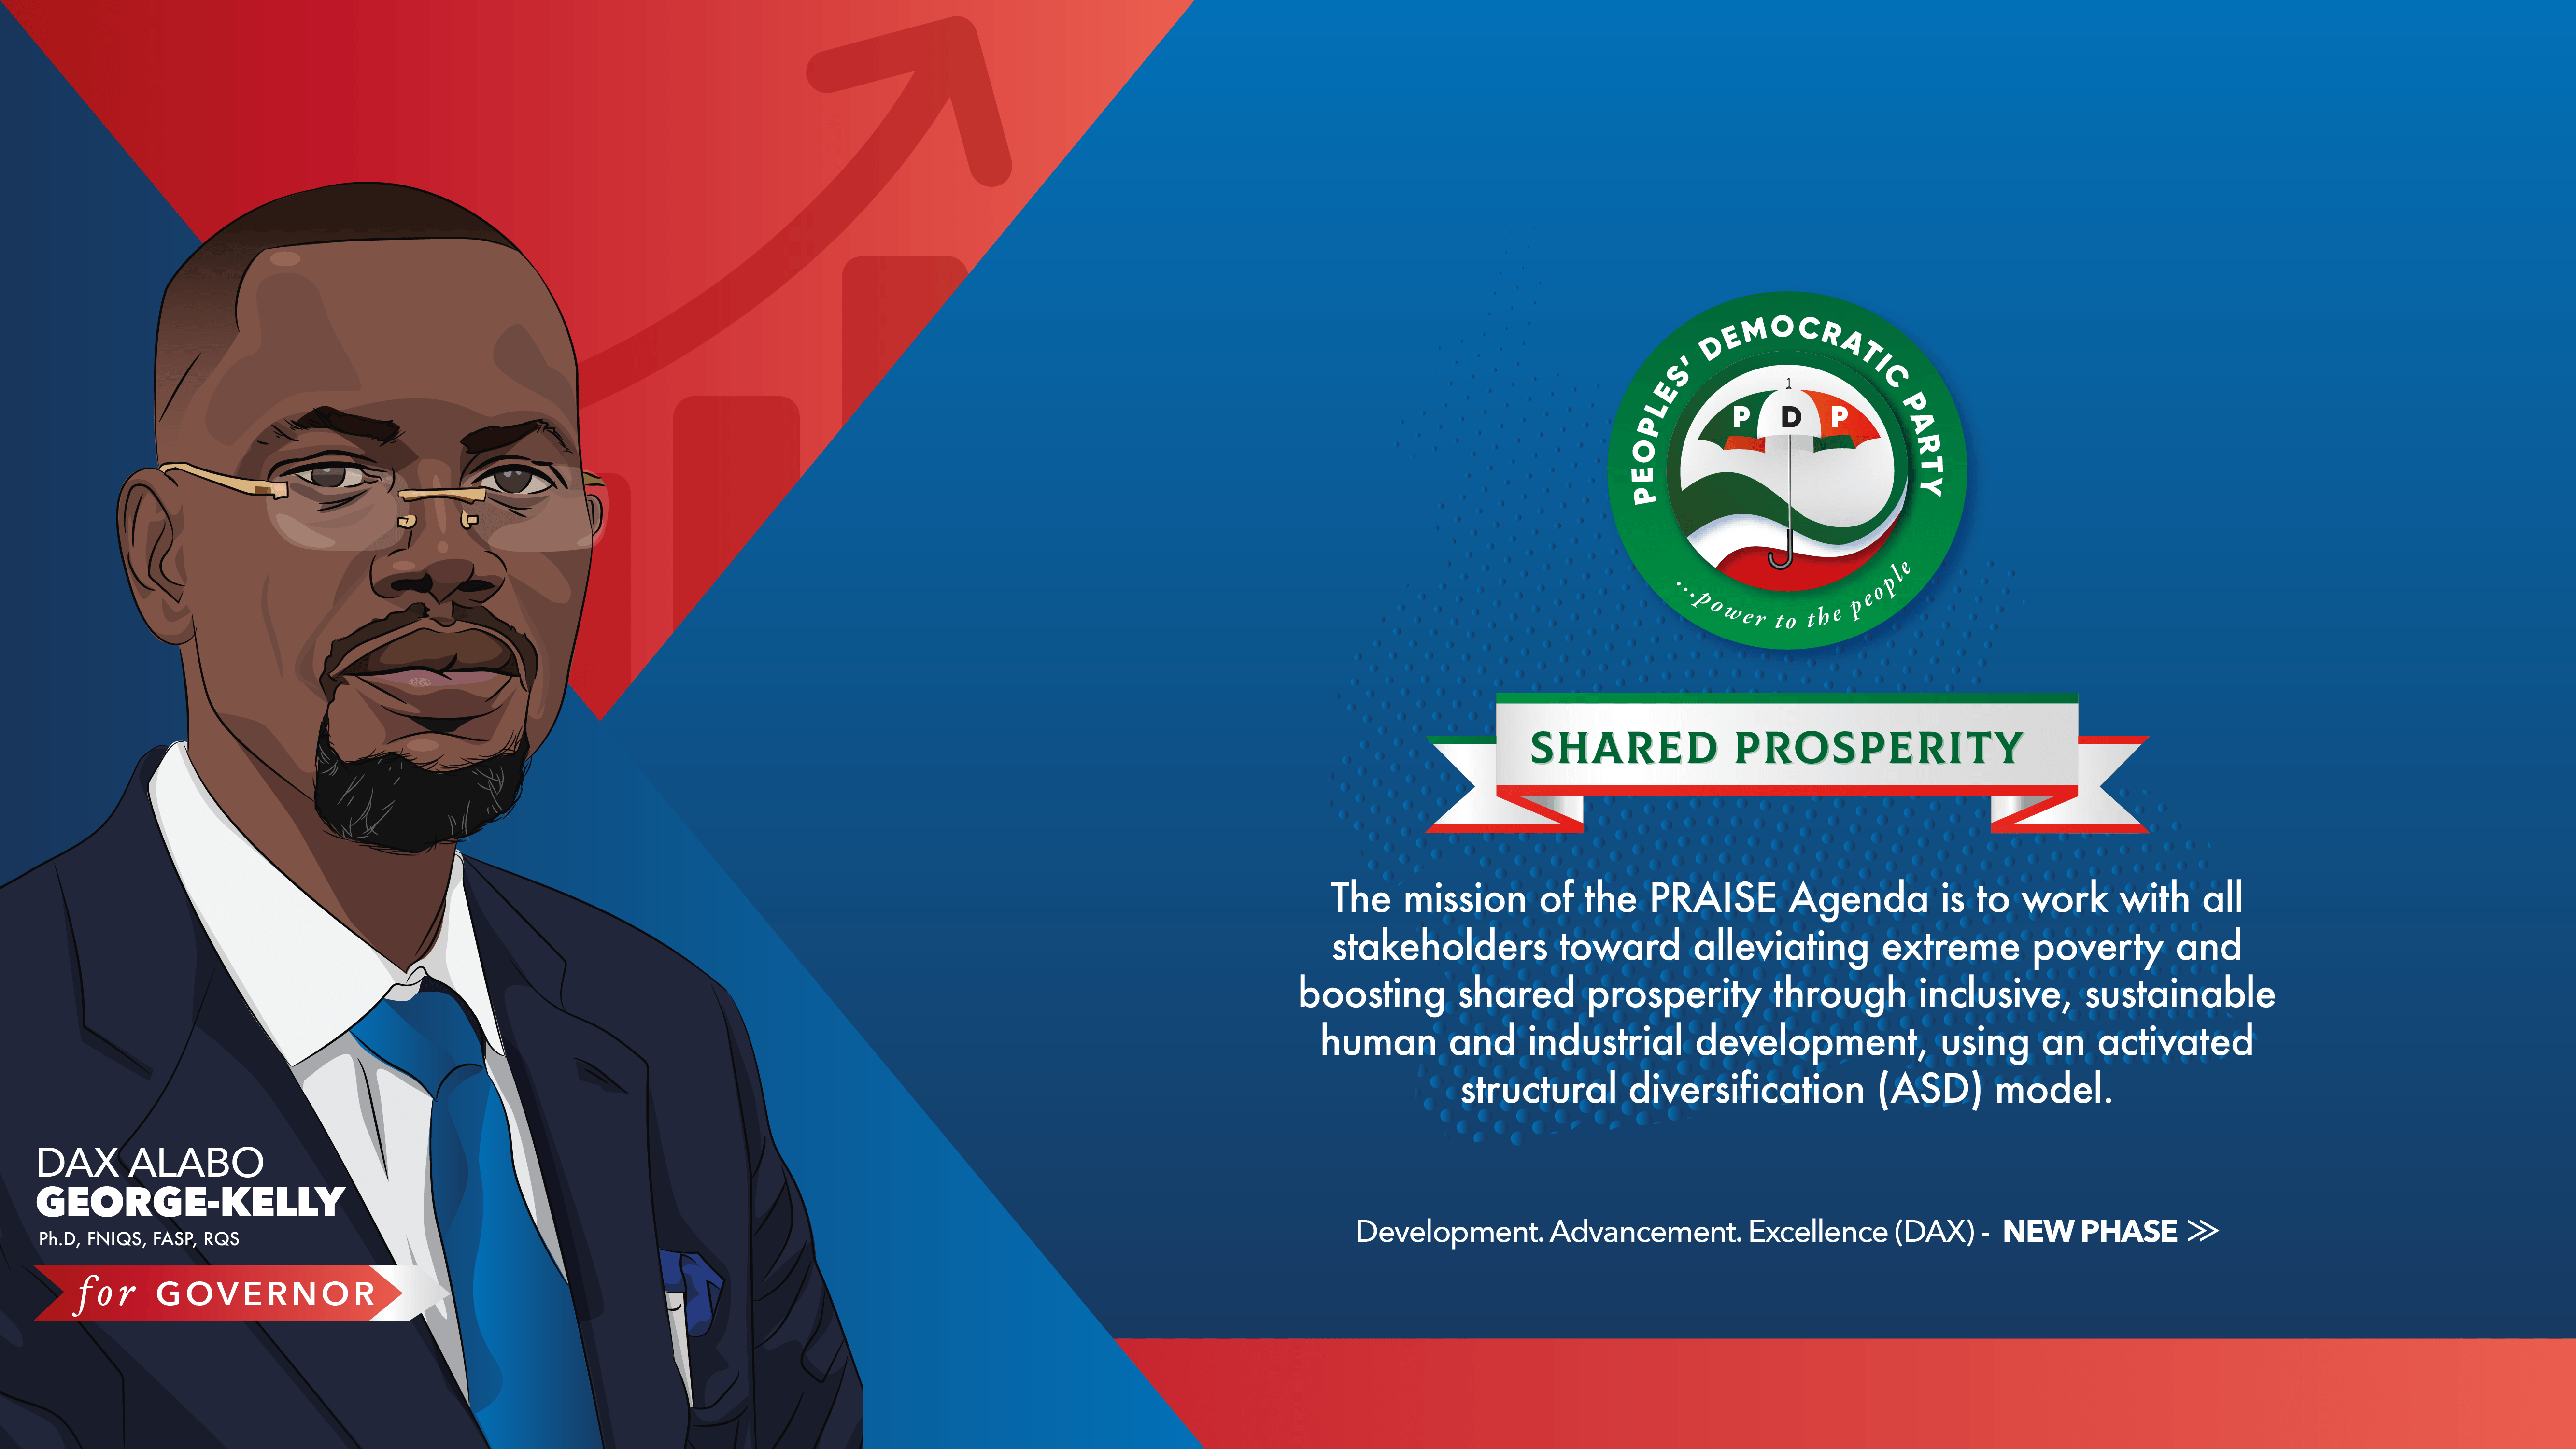 PEOPLES' DEMOCRATIC PARTY
1
P D P
...power to the people
SHARED PROSPERITY
The mission of the PRAISE Agenda is to work with all
stakeholders toward alleviating extreme poverty and
boosting shared prosperity through inclusive, sustainable
human and industrial development, using an activated
structural diversification (ASD) model.
Development. Advancement. Excellence (DAX) - NEW PHASE >>
DAX ALABO
GEORGE-KELLY
Ph.D, FNIQS, FASP, RQS
for GOVERNOR